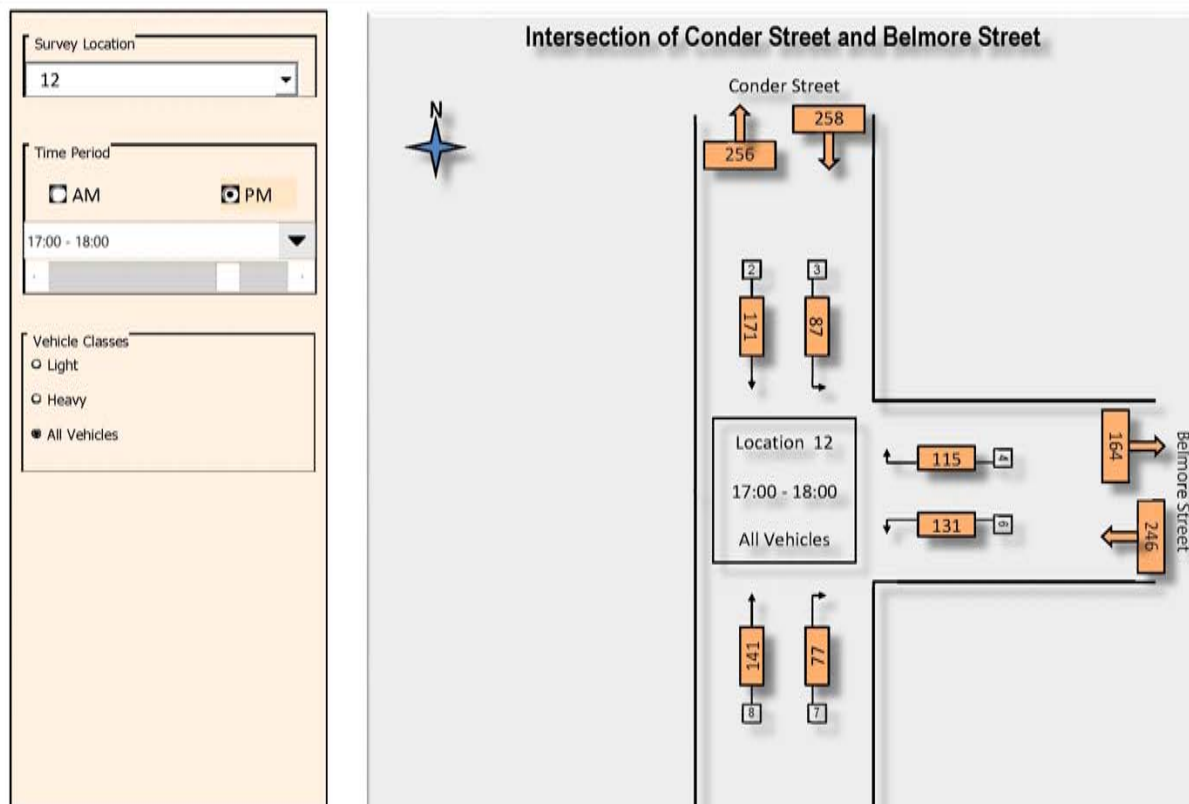 Survey Location
12
Time Period
AM
PM
17:00 - 18:00
Vehicle Classes
Light
Heavy
All Vehicles
Intersection of Conder Street and Belmore Street
N
Conder Street
256
258
2
3
171
87
Location 12
17:00 - 18:00
All Vehicles
115
4
131
6
164
246
Belmore Street
141
77
8
7